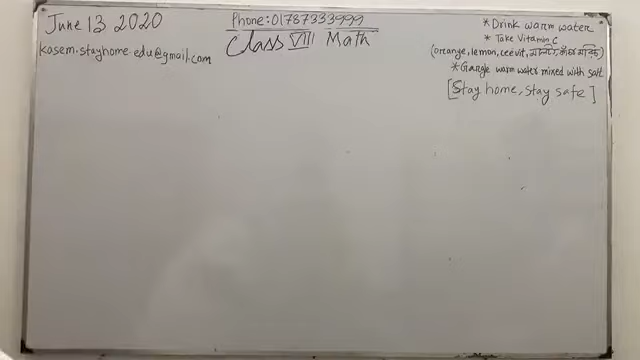 June 13 2020
kasem.stayhome.edu@gmail.com
Phone:01787333999
Class VIII Math
* Drink warm water
* Take Vitamin C
(orange, lemon, ceevit,
* Gargle warm water mixed with salt
[Stay home, stay safe]